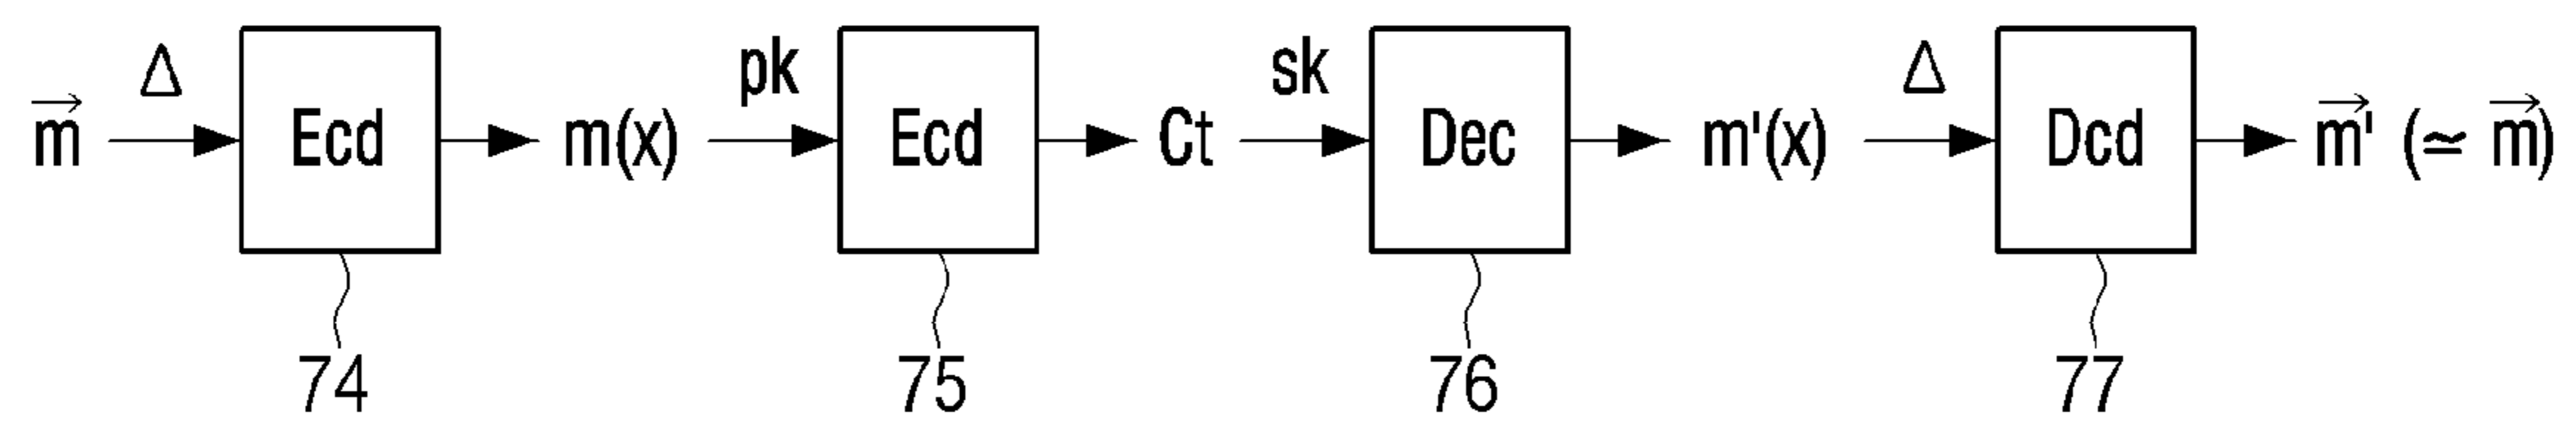 Δ pk sk Δ
m⃗ Ecd m(x) Ecd Ct Dec m'(x) Dcd m⃗' (≃ m⃗)
74 75 76 77